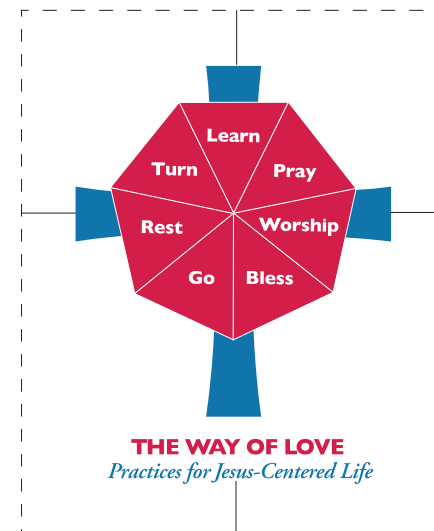 Learn
Turn
Pray
Rest
Worship
Go
Bless
THE WAY OF LOVE
Practices for Jesus-Centered Life